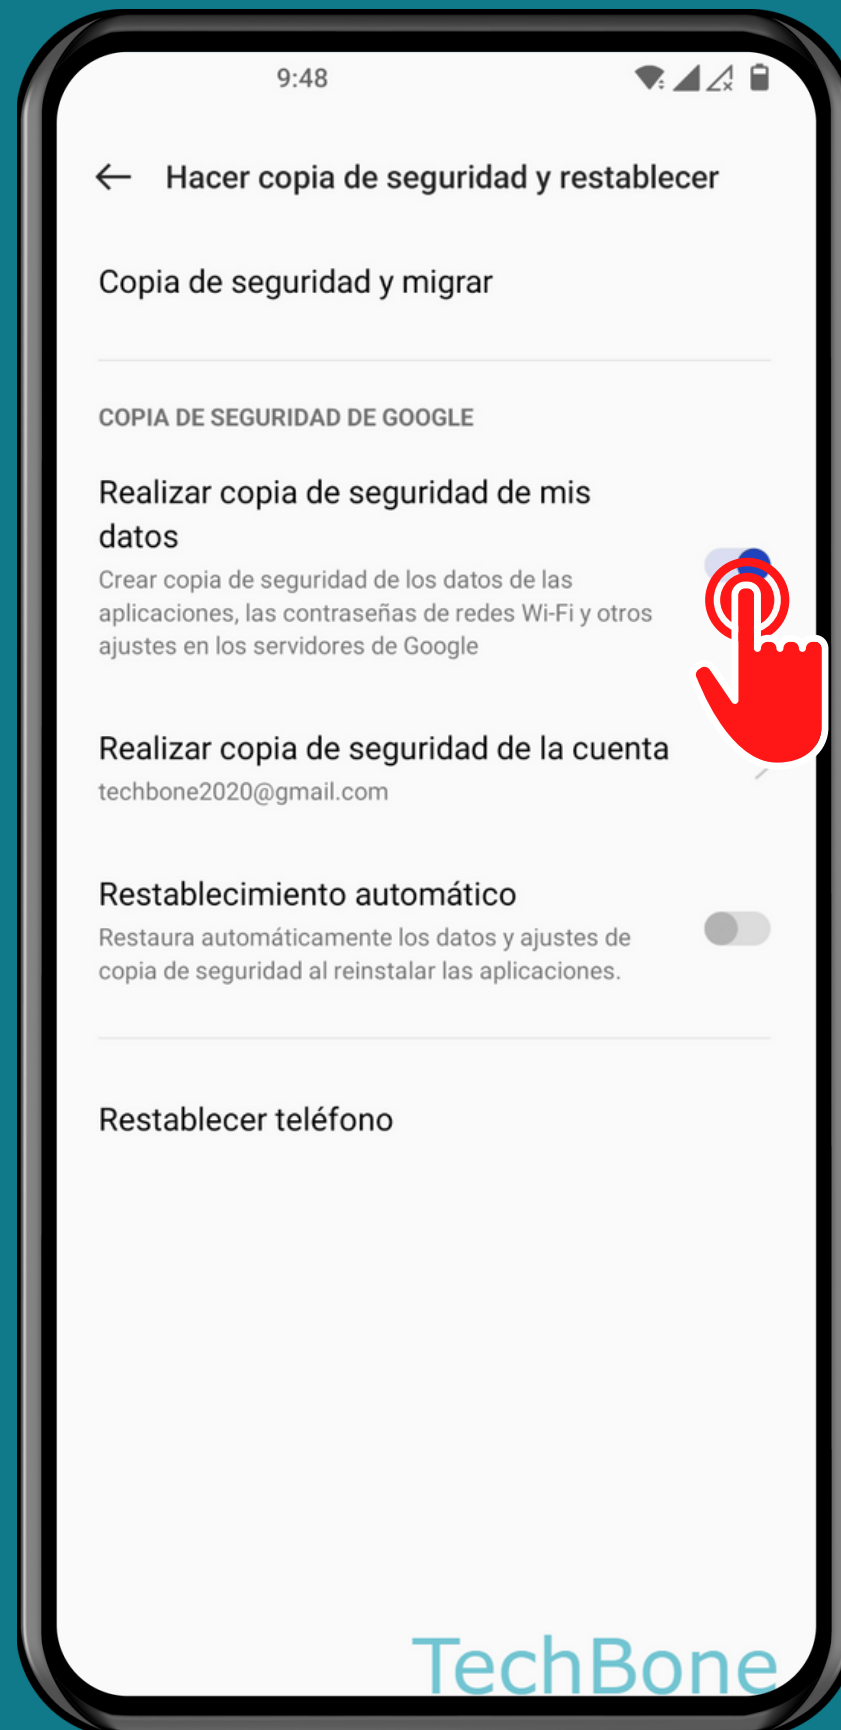 9:48
Hacer copia de seguridad y restablecer
Copia de seguridad y migrar
COPIA DE SEGURIDAD DE GOOGLE
Realizar copia de seguridad de mis
datos
Crear copia de seguridad de los datos de las
aplicaciones, las contraseñas de redes Wi-Fi y otros
ajustes en los servidores de Google
Realizar copia de seguridad de la cuenta
techbone2020@gmail.com
Restablecimiento automático
Restaura automáticamente los datos y ajustes de
copia de seguridad al reinstalar las aplicaciones.
Restablecer teléfono
TechBone